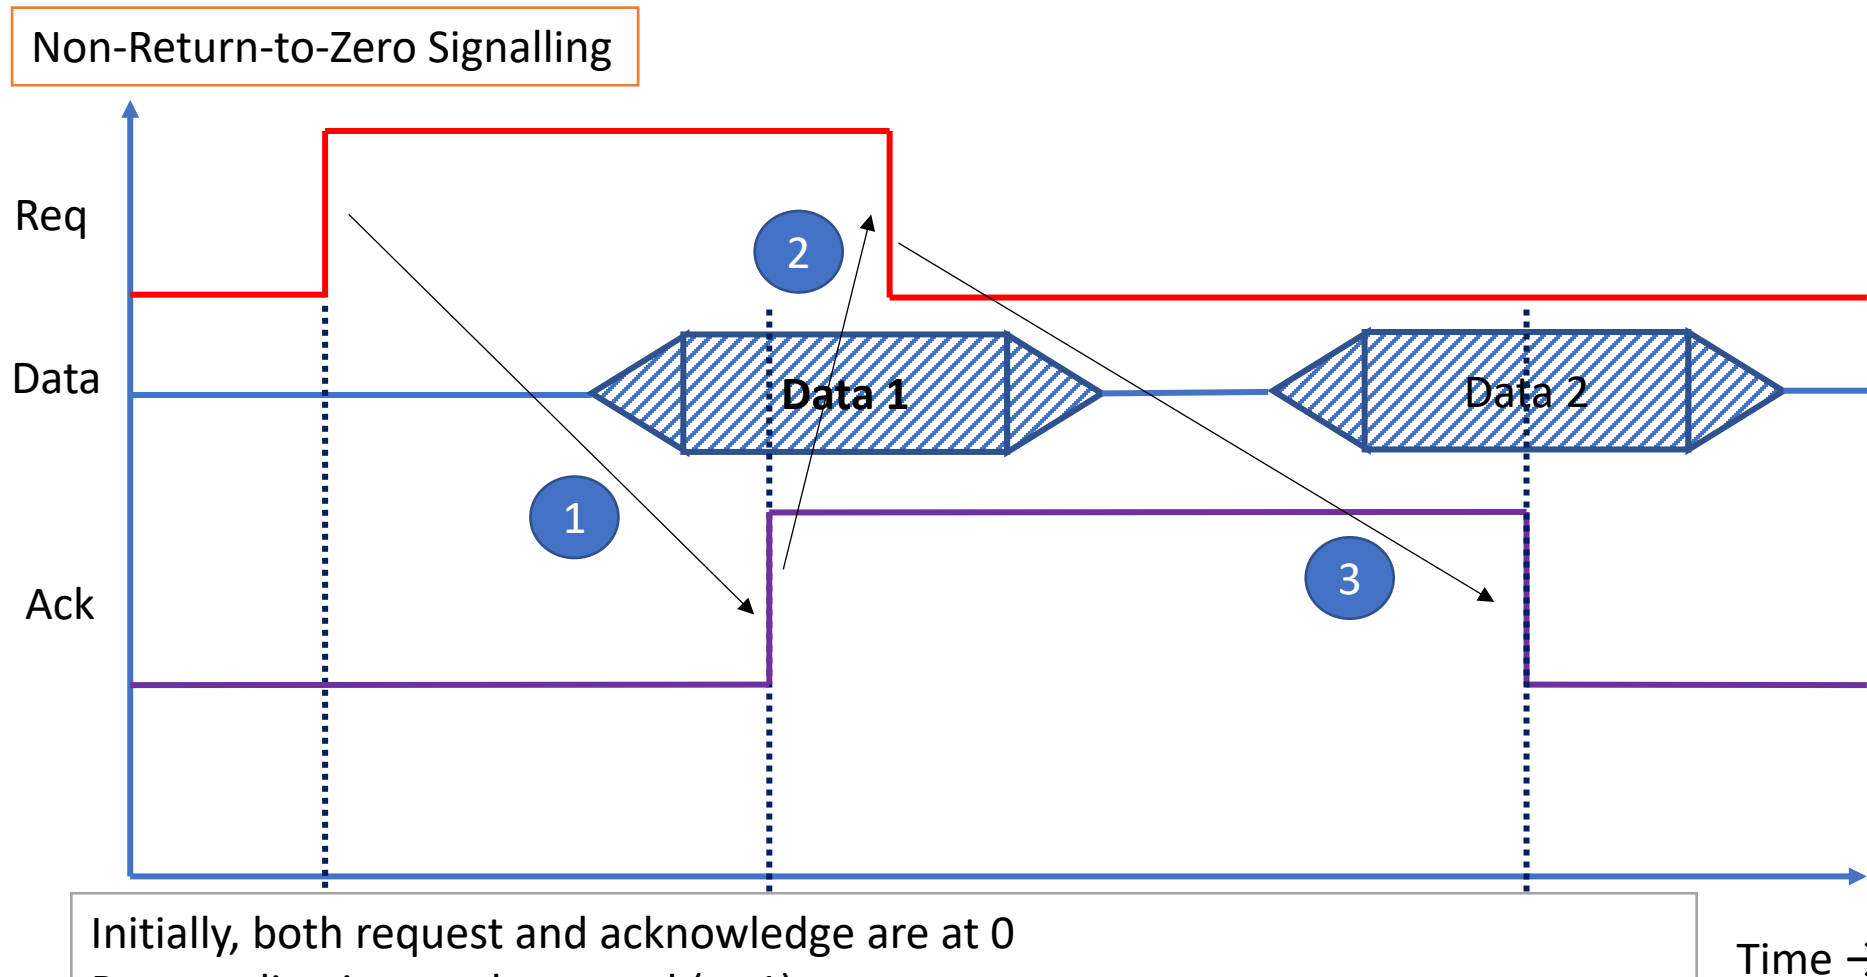 Non-Return-to-Zero Signalling
Req
2
Data
Data 1
Data 2
1
3
Ack
Initially, both request and acknowledge are at 0
Time →